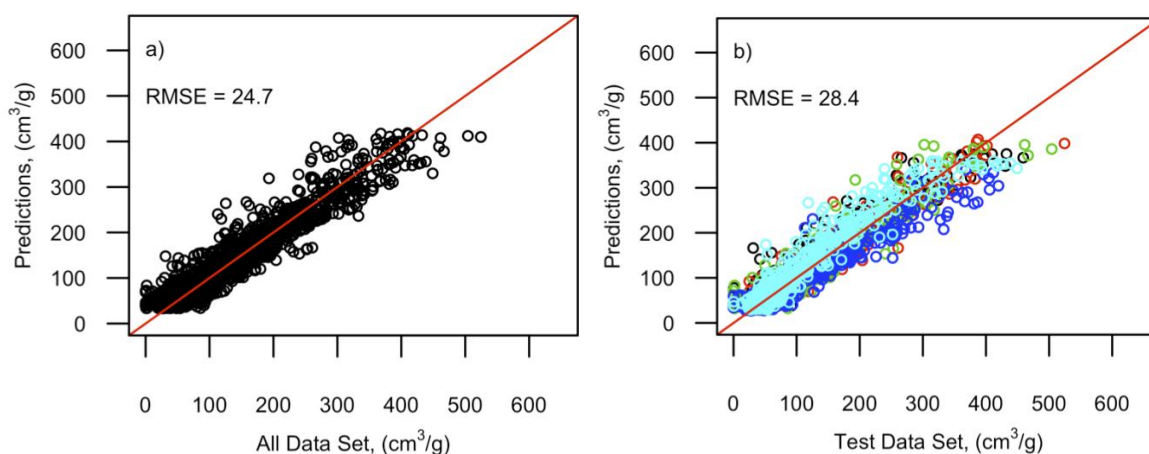 a)
RMSE = 24.7
Predictions, (cm³/g)
600
500
400
300
200
100
0
0 100 200 300 400 500 600
All Data Set, (cm³/g)
b)
RMSE = 28.4
Predictions, (cm³/g)
600
500
400
300
200
100
0
0 100 200 300 400 500 600
Test Data Set, (cm³/g)